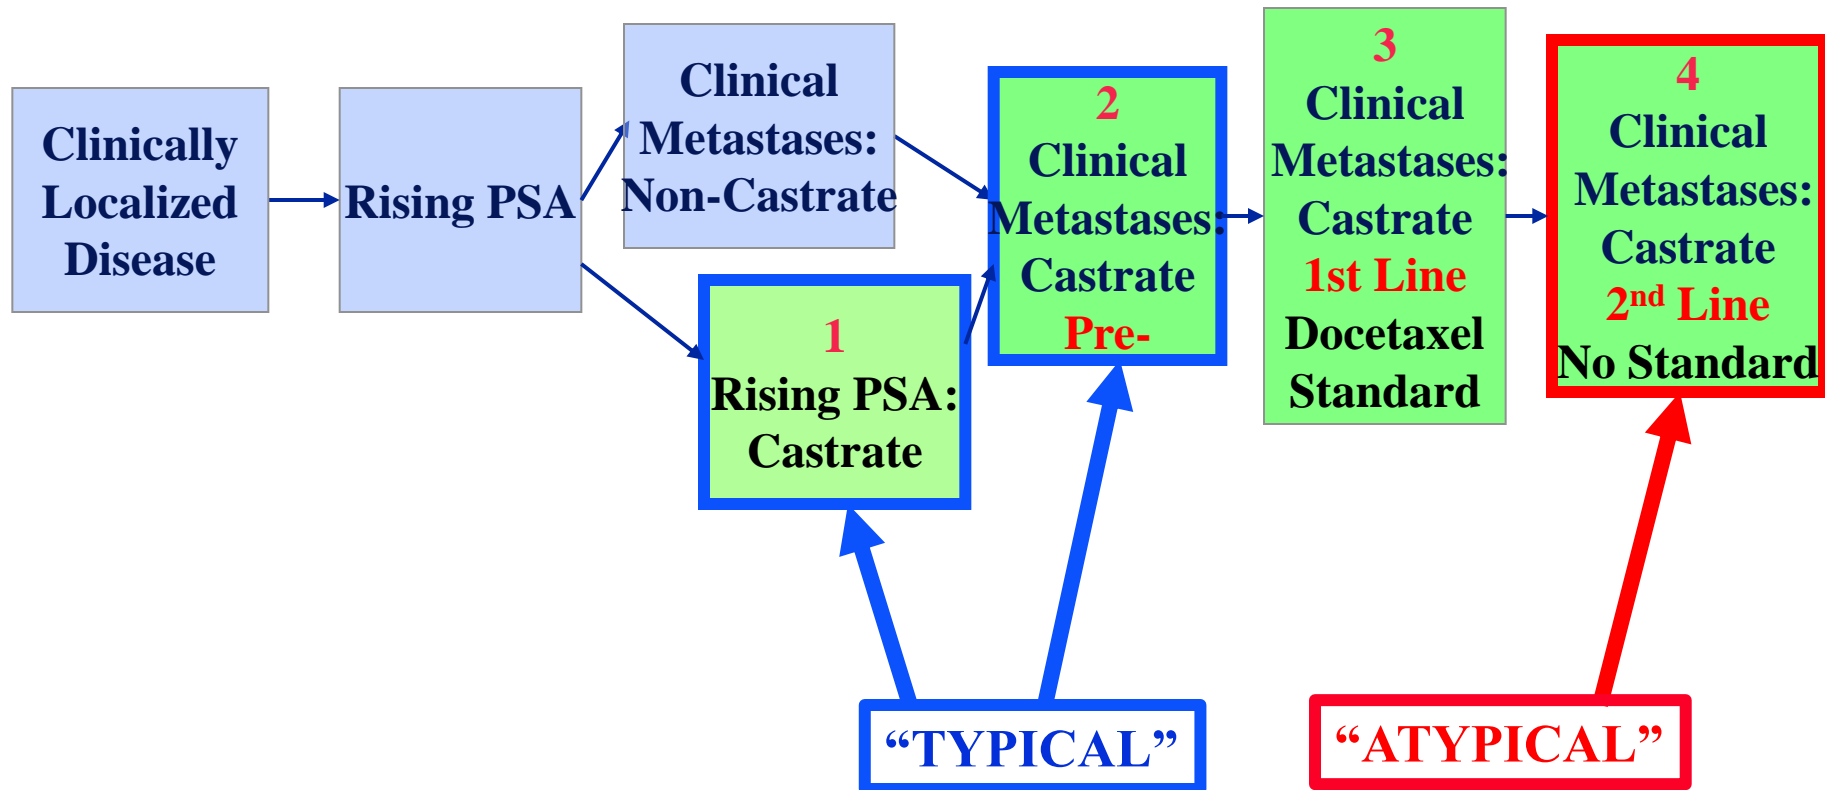 Clinically
Localized
Disease
Rising PSA
Clinical
Metastases:
Non-Castrate
1
Rising PSA:
Castrate
2
Clinical
Metastases:
Castrate
Pre-
3
Clinical
Metastases:
Castrate
1st Line
Docetaxel
Standard
4
Clinical
Metastases:
Castrate
2nd Line
No Standard
“TYPICAL”
“ATYPICAL”